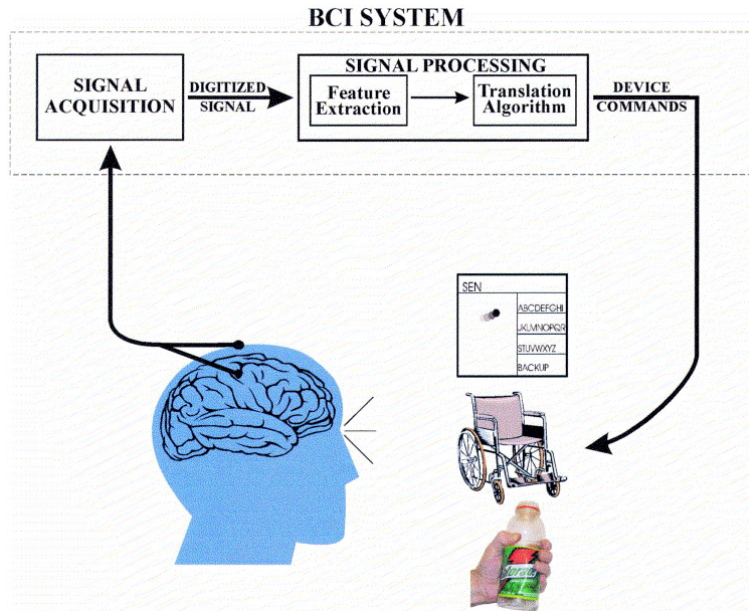 BCI SYSTEM
SIGNAL
ACQUISITION
DIGITIZED
SIGNAL
SIGNAL PROCESSING
Feature
Extraction
Translation
Algorithm
DEVICE
COMMANDS
SEN
ABCDEFGHI
JKLMNOPQR
STUVWXYZ
BACKUP